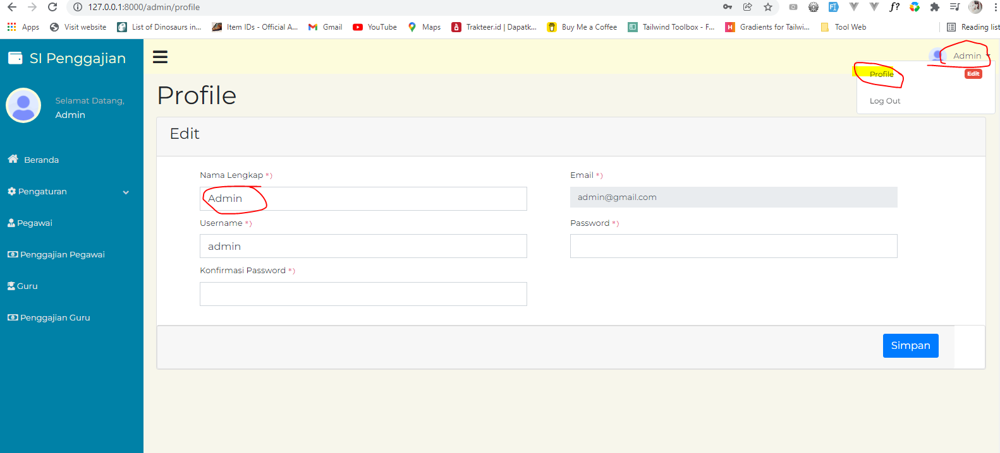 127.0.0.1:8000/admin/profile
Apps Visit website List of Dinosaurs in... Item IDs - Official A... Gmail YouTube Maps Trakteer.id | Dapatk... Buy Me a Coffee Tailwind Toolbox - F... Gradients for Tailwi... Tool Web Reading list
SI Penggajian
Admin
Profile Edit
Log Out
Selamat Datang,
Admin
Beranda
Pengaturan
Pegawai
Penggajian Pegawai
Guru
Penggajian Guru
Profile
Edit
Nama Lengkap *)
Admin
Email *)
admin@gmail.com
Username *)
admin
Password *)
Konfirmasi Password *)
Simpan